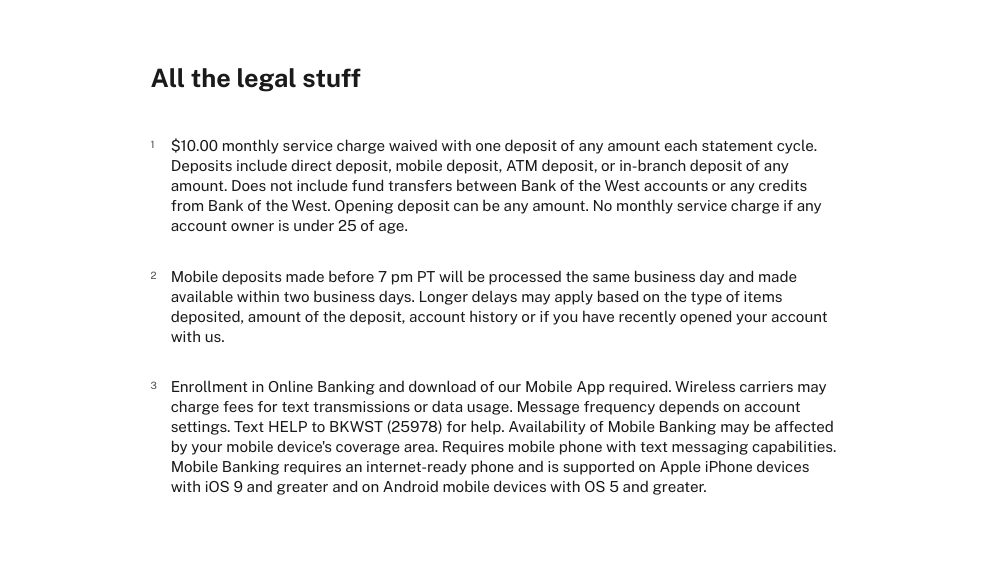 All the legal stuff
1 $10.00 monthly service charge waived with one deposit of any amount each statement cycle.
Deposits include direct deposit, mobile deposit, ATM deposit, or in-branch deposit of any
amount. Does not include fund transfers between Bank of the West accounts or any credits
from Bank of the West. Opening deposit can be any amount. No monthly service charge if any
account owner is under 25 of age.
2 Mobile deposits made before 7 pm PT will be processed the same business day and made
available within two business days. Longer delays may apply based on the type of items
deposited, amount of the deposit, account history or if you have recently opened your account
with us.
3 Enrollment in Online Banking and download of our Mobile App required. Wireless carriers may
charge fees for text transmissions or data usage. Message frequency depends on account
settings. Text HELP to BKWST (25978) for help. Availability of Mobile Banking may be affected
by your mobile device's coverage area. Requires mobile phone with text messaging capabilities.
Mobile Banking requires an internet-ready phone and is supported on Apple iPhone devices
with iOS 9 and greater and on Android mobile devices with OS 5 and greater.